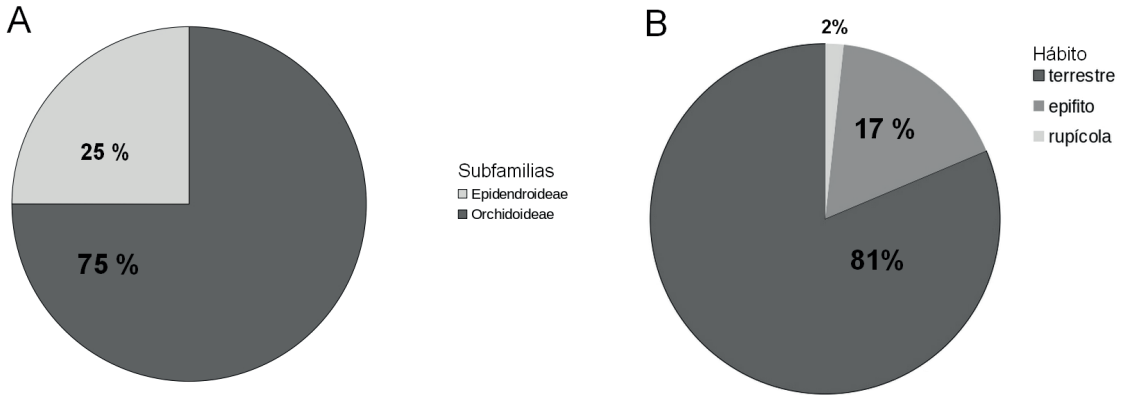 A
25 %
75 %
Subfamilias
Epidendroideae
Orchidoideae
B
2%
17 %
81%
Hábito
terrestre
epifito
rupícola